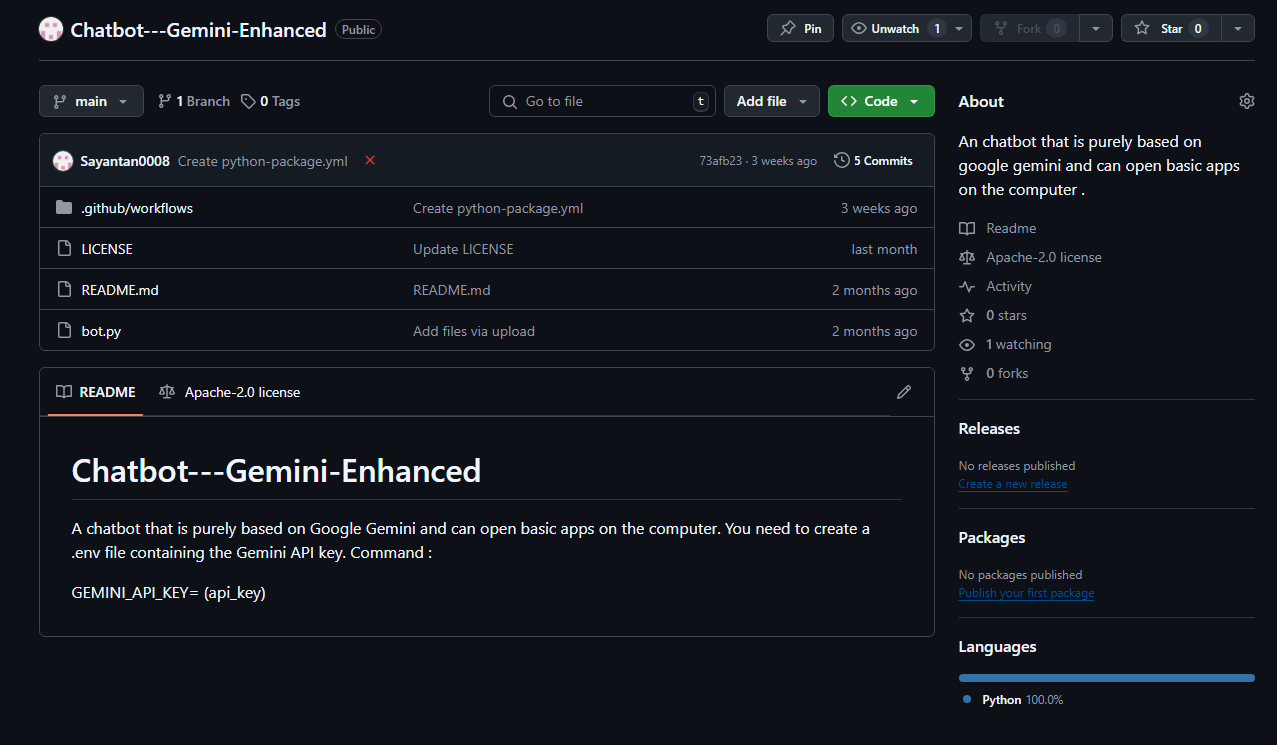 Chatbot---Gemini-Enhanced Public
Pin
Unwatch 1
Fork 0
Star 0
main
1 Branch
0 Tags
Go to file t
Add file
Code
Sayantan0008 Create python-package.yml
73afb23 · 3 weeks ago
5 Commits
.github/workflows Create python-package.yml 3 weeks ago
LICENSE Update LICENSE last month
README.md README.md 2 months ago
bot.py Add files via upload 2 months ago
README
Apache-2.0 license
Chatbot---Gemini-Enhanced
A chatbot that is purely based on Google Gemini and can open basic apps on the computer. You need to create a
.env file containing the Gemini API key. Command :
GEMINI_API_KEY= (api_key)
About
An chatbot that is purely based on
google gemini and can open basic apps
on the computer .
Readme
Apache-2.0 license
Activity
0 stars
1 watching
0 forks
Releases
No releases published
Create a new release
Packages
No packages published
Publish your first package
Languages
Python 100.0%